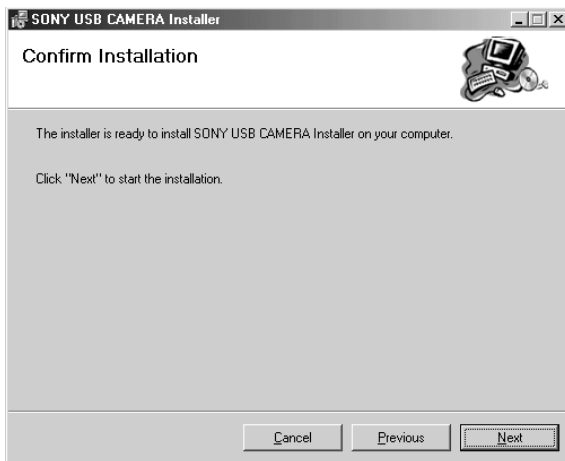 SONY USB CAMERA Installer
Confirm Installation
The installer is ready to install SONY USB CAMERA Installer on your computer.
Click "Next" to start the installation.
Cancel
Previous
Next